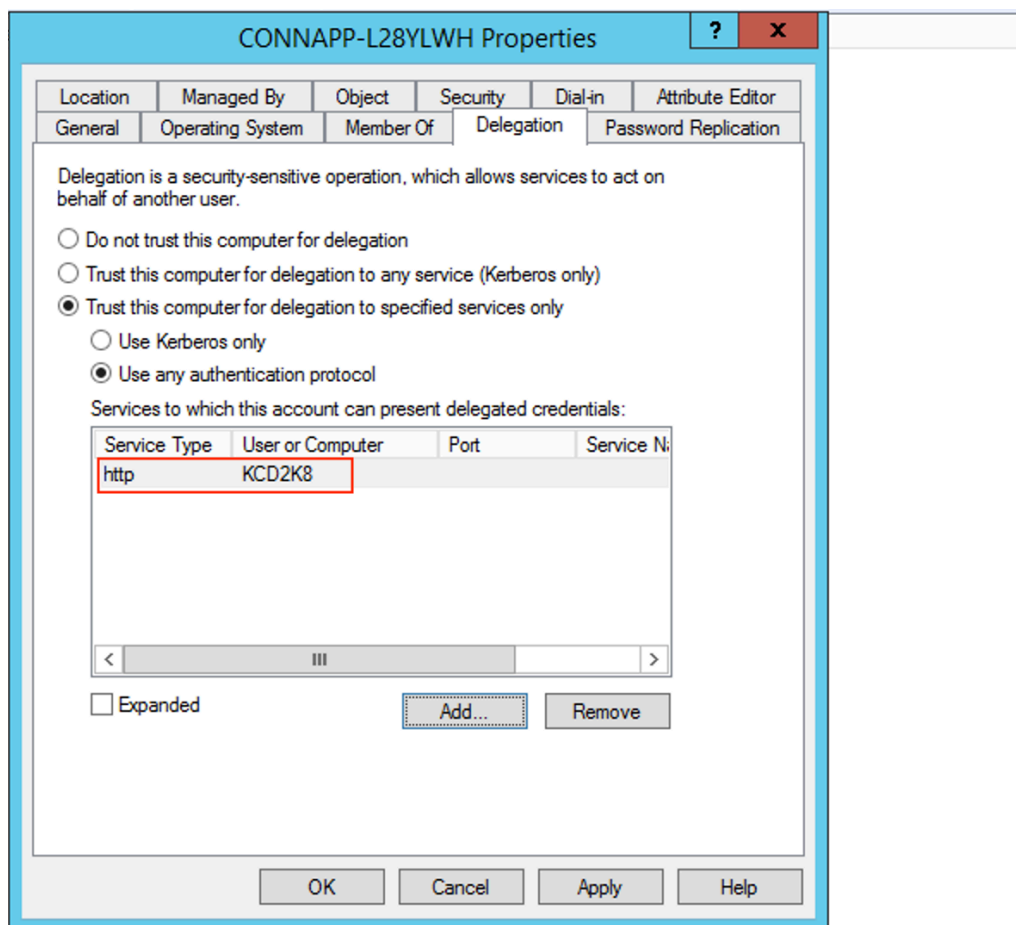 CONNAPP-L28YLWH Properties ? x
Location Managed By Object Security Dial-in Attribute Editor
General Operating System Member Of Delegation Password Replication
Delegation is a security-sensitive operation, which allows services to act on
behalf of another user.
Do not trust this computer for delegation
Trust this computer for delegation to any service (Kerberos only)
Trust this computer for delegation to specified services only
Use Kerberos only
Use any authentication protocol
Services to which this account can present delegated credentials:
Service Type User or Computer Port Service Na
http KCD2K8
Expanded Add... Remove
OK Cancel Apply Help